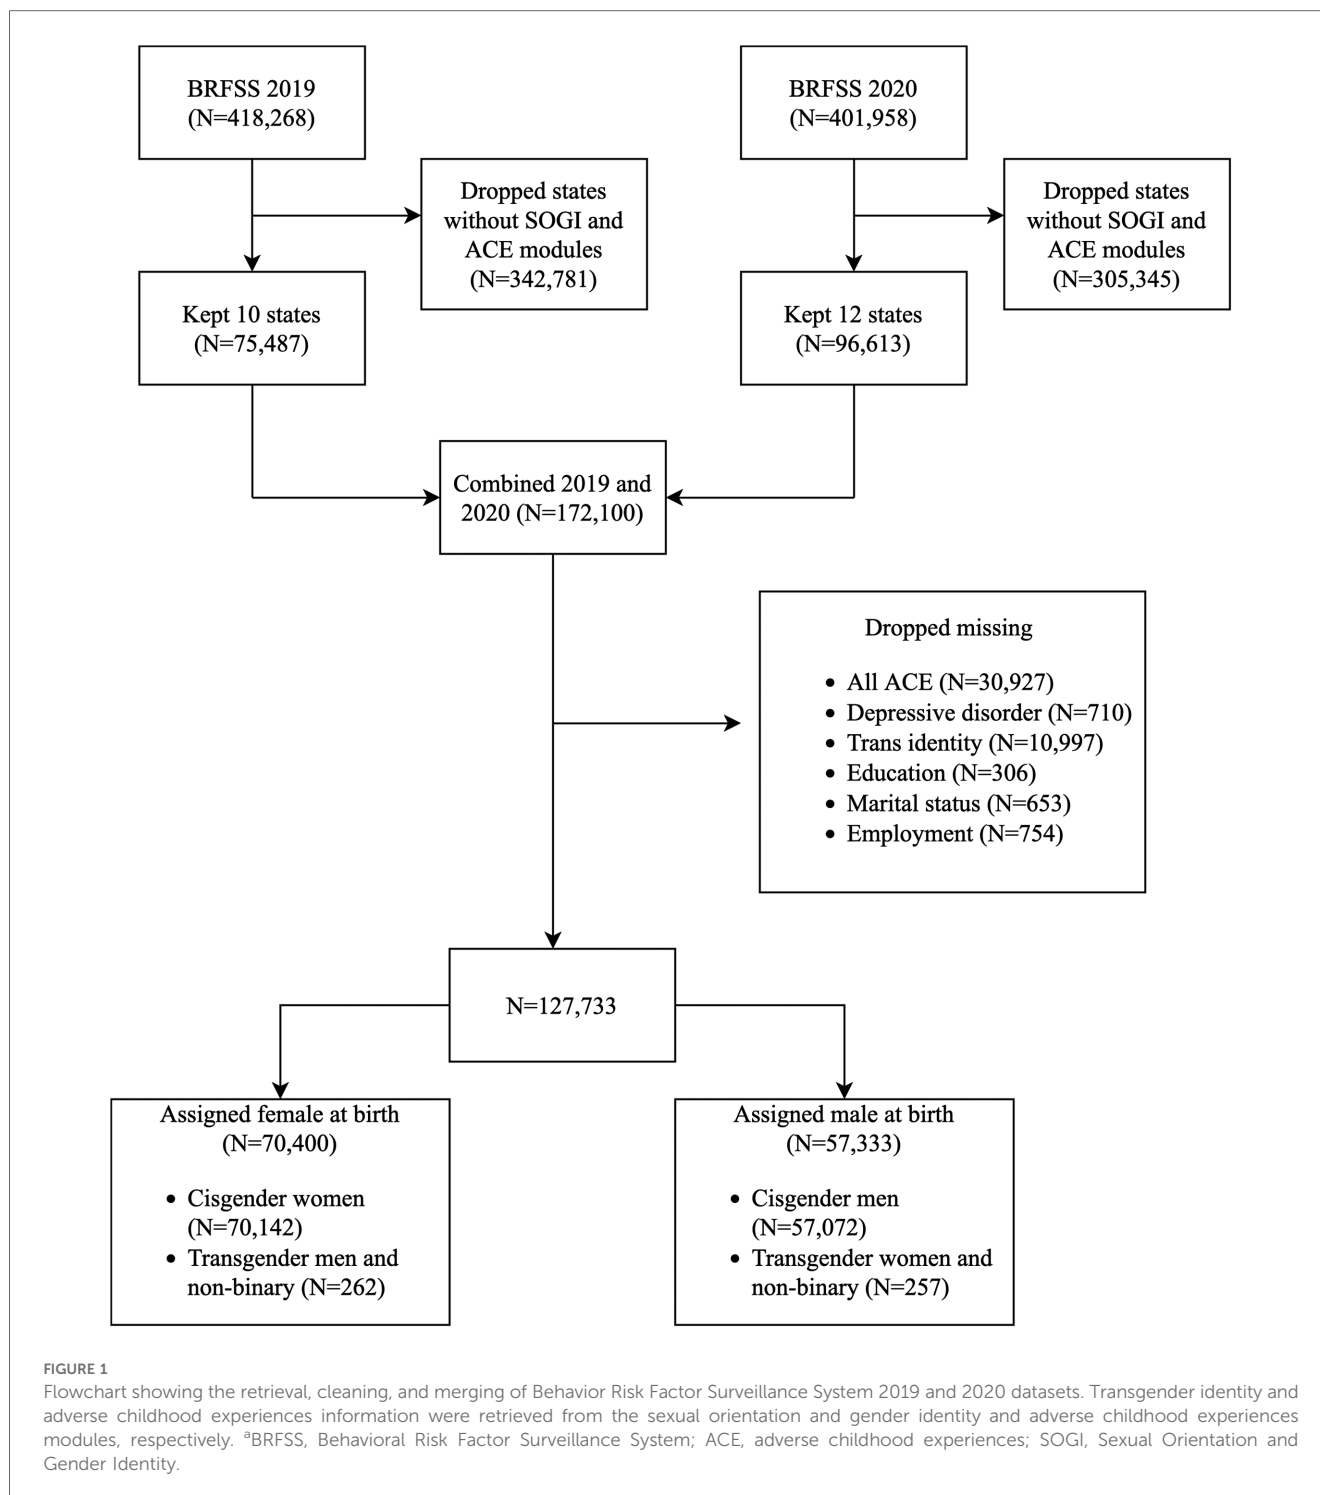 BRFSS 2019
(N=418,268)
BRFSS 2020
(N=401,958)
Dropped states
without SOGI and
ACE modules
(N=342,781)
Dropped states
without SOGI and
ACE modules
(N=305,345)
Kept 10 states
(N=75,487)
Kept 12 states
(N=96,613)
Combined 2019 and
2020 (N=172,100)
Dropped missing
• All ACE (N=30,927)
• Depressive disorder (N=710)
• Trans identity (N=10,997)
• Education (N=306)
• Marital status (N=653)
• Employment (N=754)
N=127,733
Assigned female at birth
(N=70,400)
• Cisgender women
(N=70,142)
• Transgender men and
non-binary (N=262)
Assigned male at birth
(N=57,333)
• Cisgender men
(N=57,072)
• Transgender women and
non-binary (N=257)
FIGURE 1
Flowchart showing the retrieval, cleaning, and merging of Behavior Risk Factor Surveillance System 2019 and 2020 datasets. Transgender identity and
adverse childhood experiences information were retrieved from the sexual orientation and gender identity and adverse childhood experiences
modules, respectively. ᵃBRFSS, Behavioral Risk Factor Surveillance System; ACE, adverse childhood experiences; SOGI, Sexual Orientation and
Gender Identity.